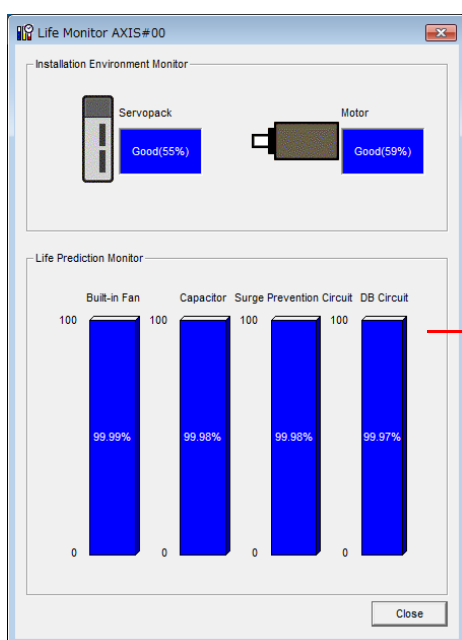 Life Monitor AXIS#00
Installation Environment Monitor
Servopack
Motor
Good(55%)
Good(59%)
Life Prediction Monitor
Built-in Fan
Capacitor
Surge Prevention Circuit
DB Circuit
100
100
100
100
99.99%
99.98%
99.98%
99.97%
0
0
0
0
Close